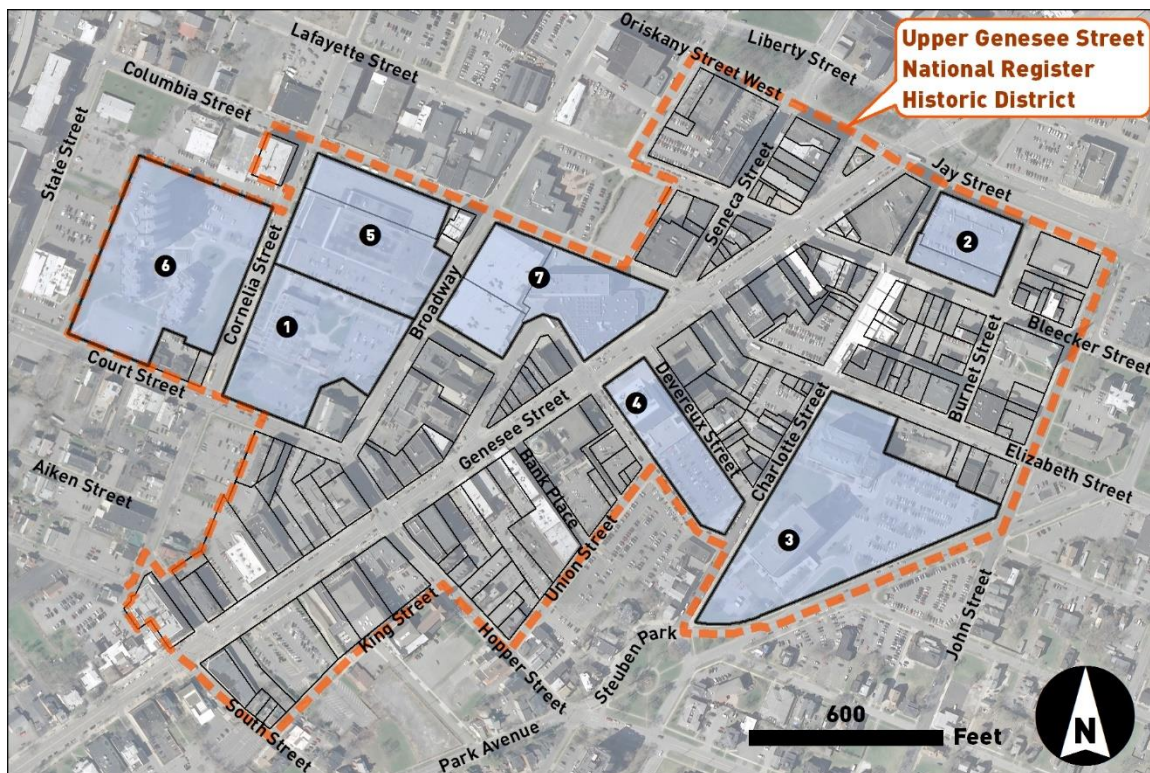 Upper Genesee Street
National Register
Historic District
Oriskany Street West
Liberty Street
Lafayette Street
Columbia Street
State Street
Seneca Street
Jay Street
2
5
6
7
Cornelia Street
Broadway
1
Bleecker Street
Burnet Street
Court Street
4
Devereux Street
Charlotte Street
Genesee Street
Elizabeth Street
Aiken Street
Bank Place
Union Street
3
King Street
Hopper Street
Steuben Park
John Street
South Street
Park Avenue
600
Feet
N